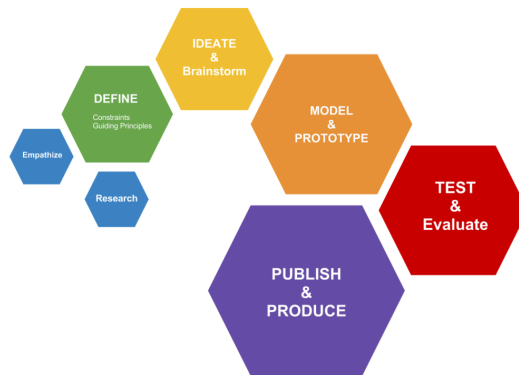 IDEATE
&
Brainstorm
DEFINE
Constraints
Guiding Principles
MODEL
&
PROTOTYPE
Empathize
Research
TEST
&
Evaluate
PUBLISH
&
PRODUCE